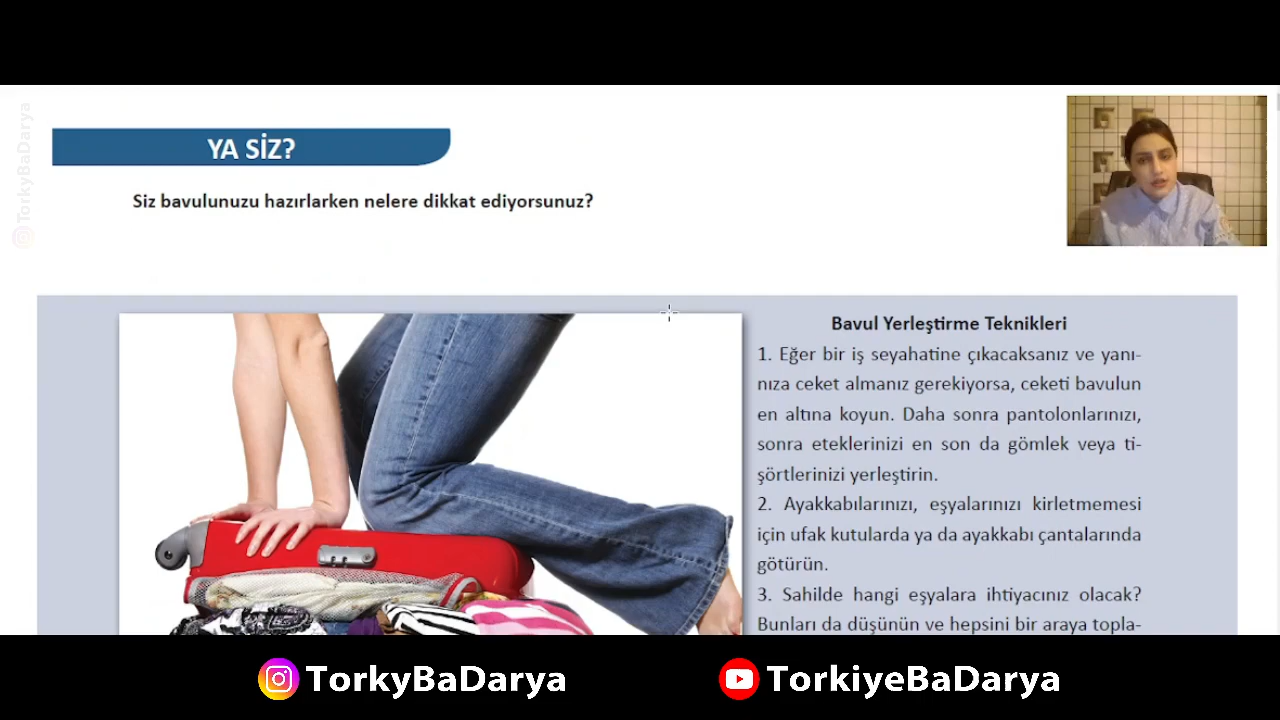 YA SİZ?
Siz bavulunuzu hazırlarken nelere dikkat ediyorsunuz?
TorkyBaDarya
Bavul Yerleştirme Teknikleri
1. Eğer bir iş seyahatine çıkacaksanız ve yanı-
nıza ceket almanız gerekiyorsa, ceketi bavulun
en altına koyun. Daha sonra pantolonlarınızı,
sonra eteklerinizi en son da gömlek veya ti-
şörtlerinizi yerleştirin.
2. Ayakkabılarınızı, eşyalarınızı kirletmemesi
için ufak kutularda ya da ayakkabı çantalarında
götürün.
3. Sahilde hangi eşyalara ihtiyacınız olacak?
Bunları da düşünün ve hepsini bir araya topla-
TorkyBaDarya
TorkiyeBaDarya